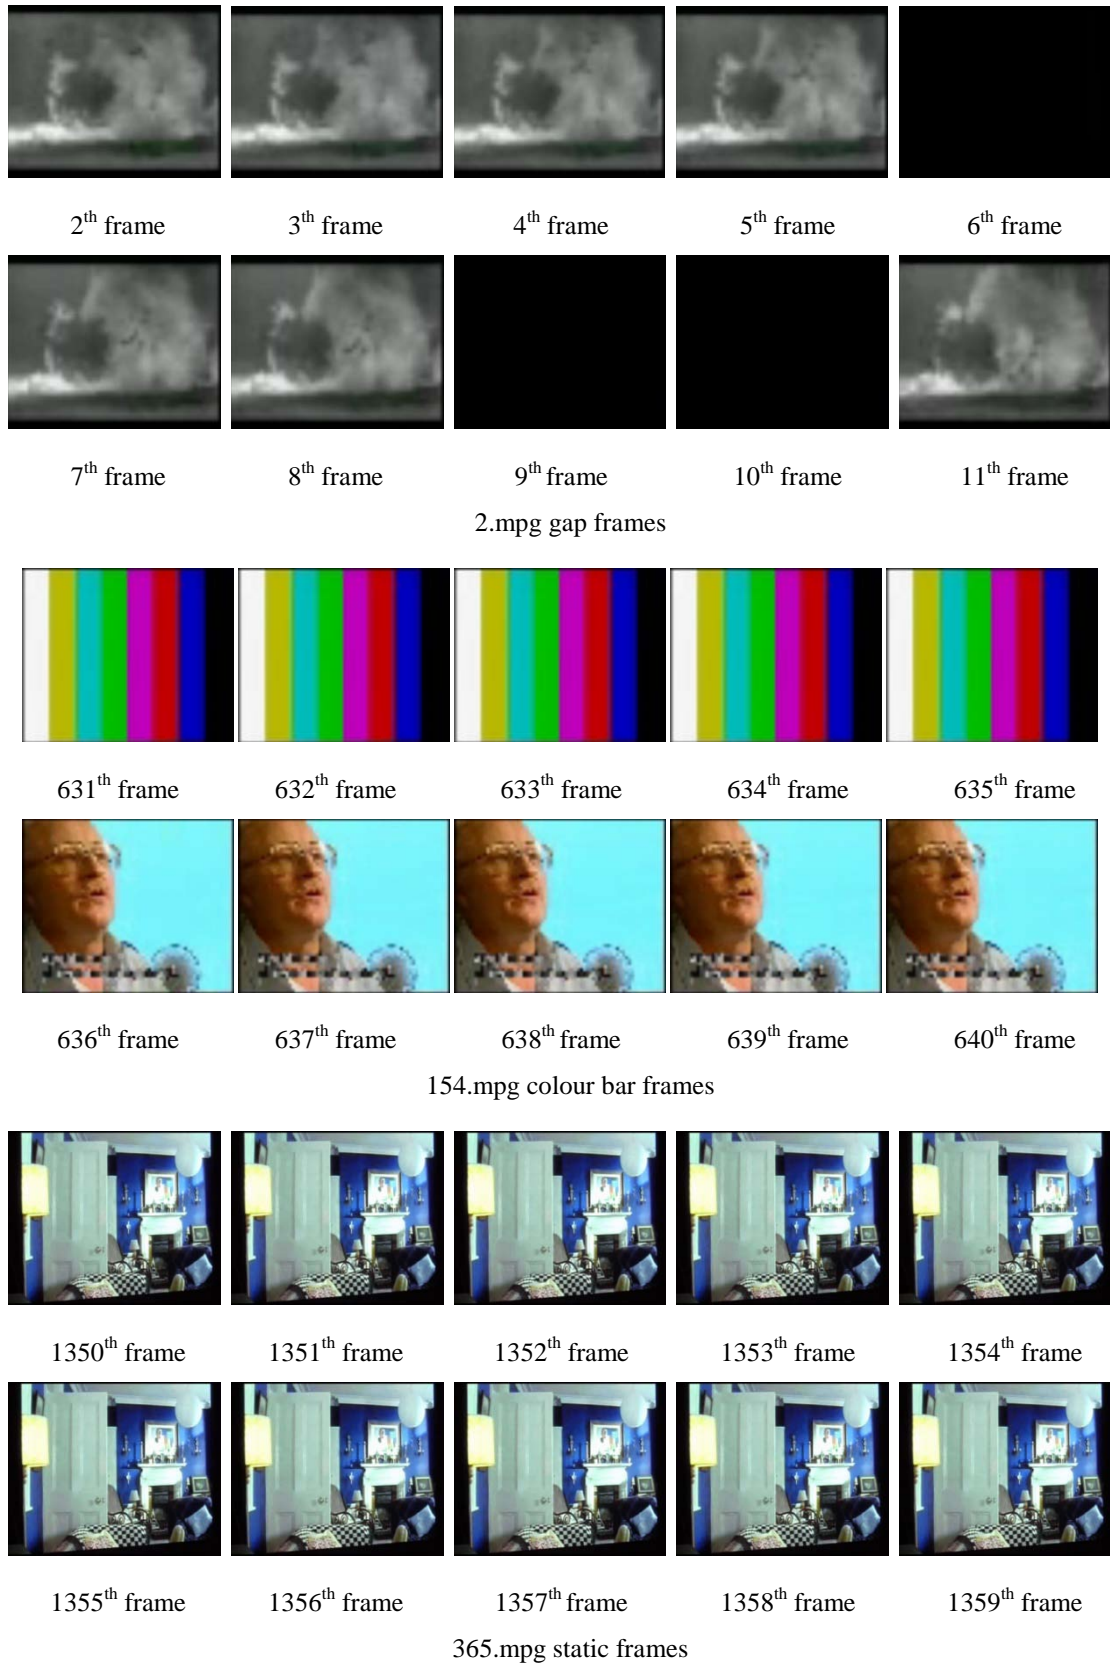 2th frame 3th frame 4th frame 5th frame 6th frame
7th frame 8th frame 9th frame 10th frame 11th frame
2.mpg gap frames
631th frame 632th frame 633th frame 634th frame 635th frame
636th frame 637th frame 638th frame 639th frame 640th frame
154.mpg colour bar frames
1350th frame 1351th frame 1352th frame 1353th frame 1354th frame
1355th frame 1356th frame 1357th frame 1358th frame 1359th frame
365.mpg static frames